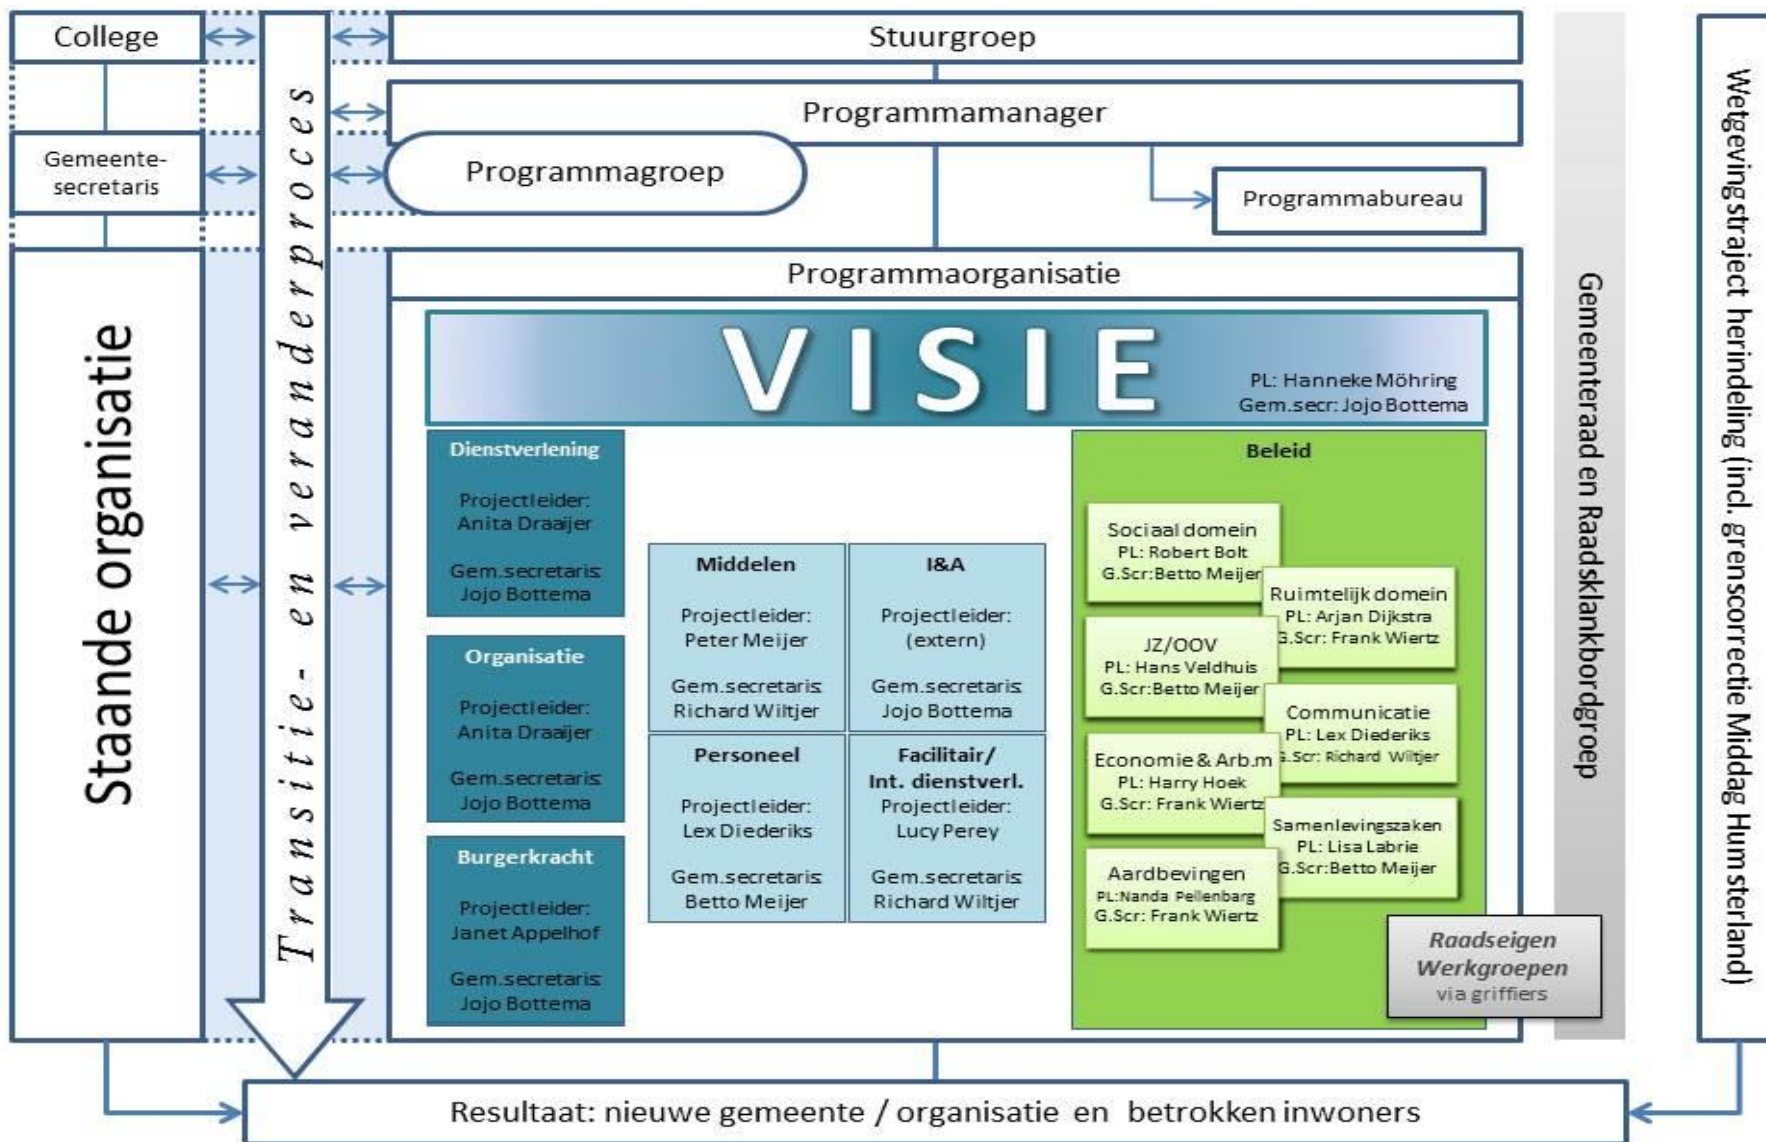 College
Stuurgroep
Programmamanager
Gemeente-
secretaris
Programmagroep
Programmabureau
Transitie- en veranderproces
Staande organisatie
Programmaorganisatie
VISIE
PL: Hanneke Möhring
Gem.secr: Jojo Bottema
Dienstverlening
Projectleider:
Anita Draaijer
Gem.secretaris:
Jojo Bottema
Organisatie
Projectleider:
Anita Draaijer
Gem.secretaris:
Jojo Bottema
Burgerkracht
Projectleider:
Janet Appelhof
Gem.secretaris:
Jojo Bottema
Middelen
Projectleider:
Peter Meijer
Gem.secretaris:
Richard Wiltjer
I&A
Projectleider:
(extern)
Gem.secretaris:
Jojo Bottema
Personeel
Projectleider:
Lex Diederiks
Gem.secretaris:
Betto Meijer
Facilitair/
Int. dienstverl.
Projectleider:
Lucy Perey
Gem.secretaris:
Richard Wiltjer
Beleid
Sociaal domein
PL: Robert Bolt
G.Scr:Betto Meijer
Ruimtelijk domein
PL: Arjan Dijkstra
G.Scr: Frank Wiertz
JZ/OOV
PL: Hans Veldhuis
G.Scr:Betto Meijer
Communicatie
PL: Lex Diederiks
G.Scr: Richard Wiltjer
Economie & Arb.m
PL: Harry Hoek
G.Scr: Frank Wiertz
Samenlevingszaken
PL: Lisa Labrie
G.Scr:Betto Meijer
Aardbevingen
PL:Nanda Pellenbarg
G.Scr: Frank Wiertz
Raadseigen
Werkgroepen
via griffiers
Gemeenteraad en Raadsklankbordgroep
Wetgevingstraject herindeling (incl. grenscorrectie Middag Humsterland)
Resultaat: nieuwe gemeente / organisatie en betrokken inwoners